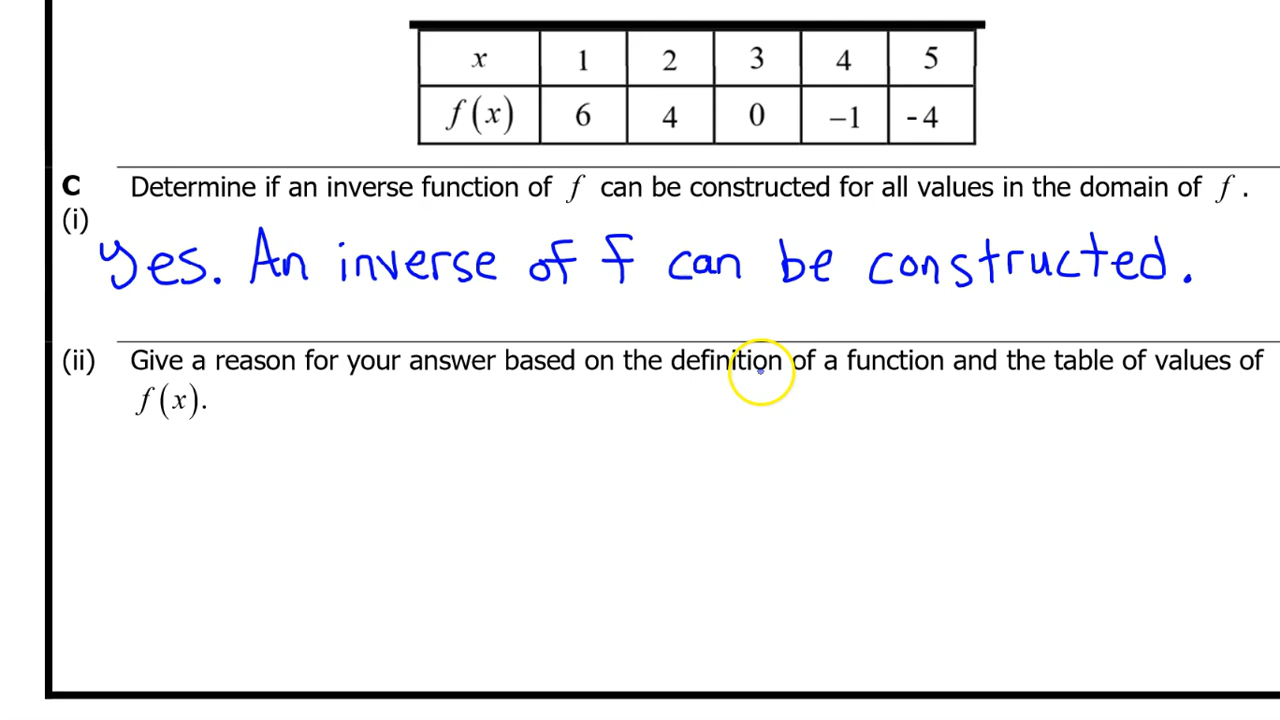 x 1 2 3 4 5
f(x) 6 4 0 –1 -4
C Determine if an inverse function of f can be constructed for all values in the domain of f.
(i)
Yes. An inverse of f can be constructed.
(ii) Give a reason for your answer based on the definition of a function and the table of values of
f(x).